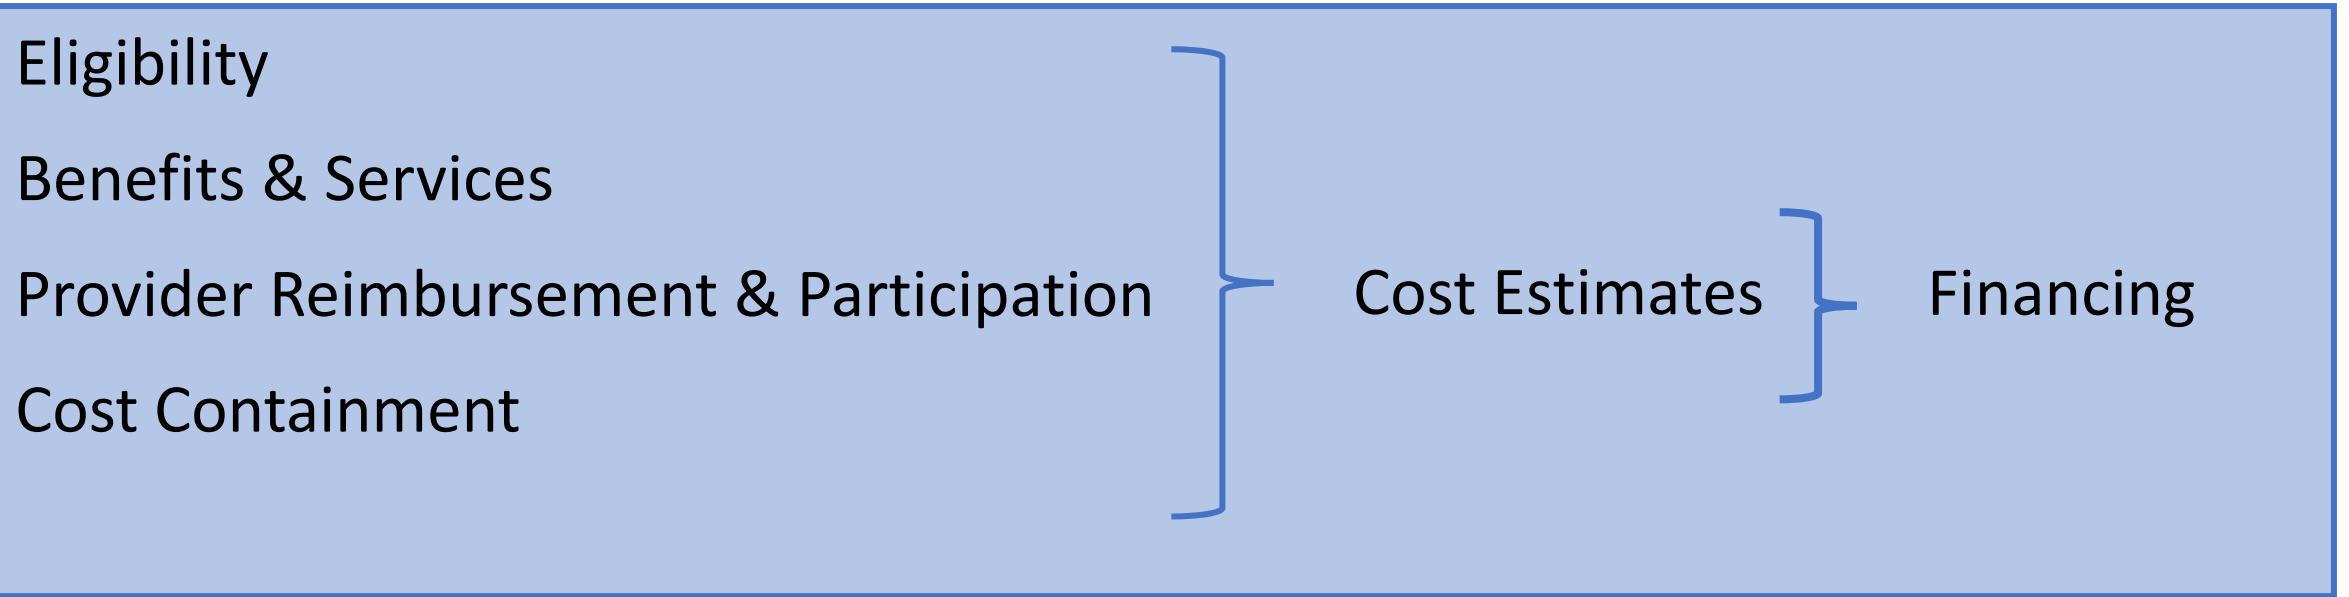 Eligibility
Benefits & Services
Provider Reimbursement & Participation
Cost Containment
Cost Estimates
Financing